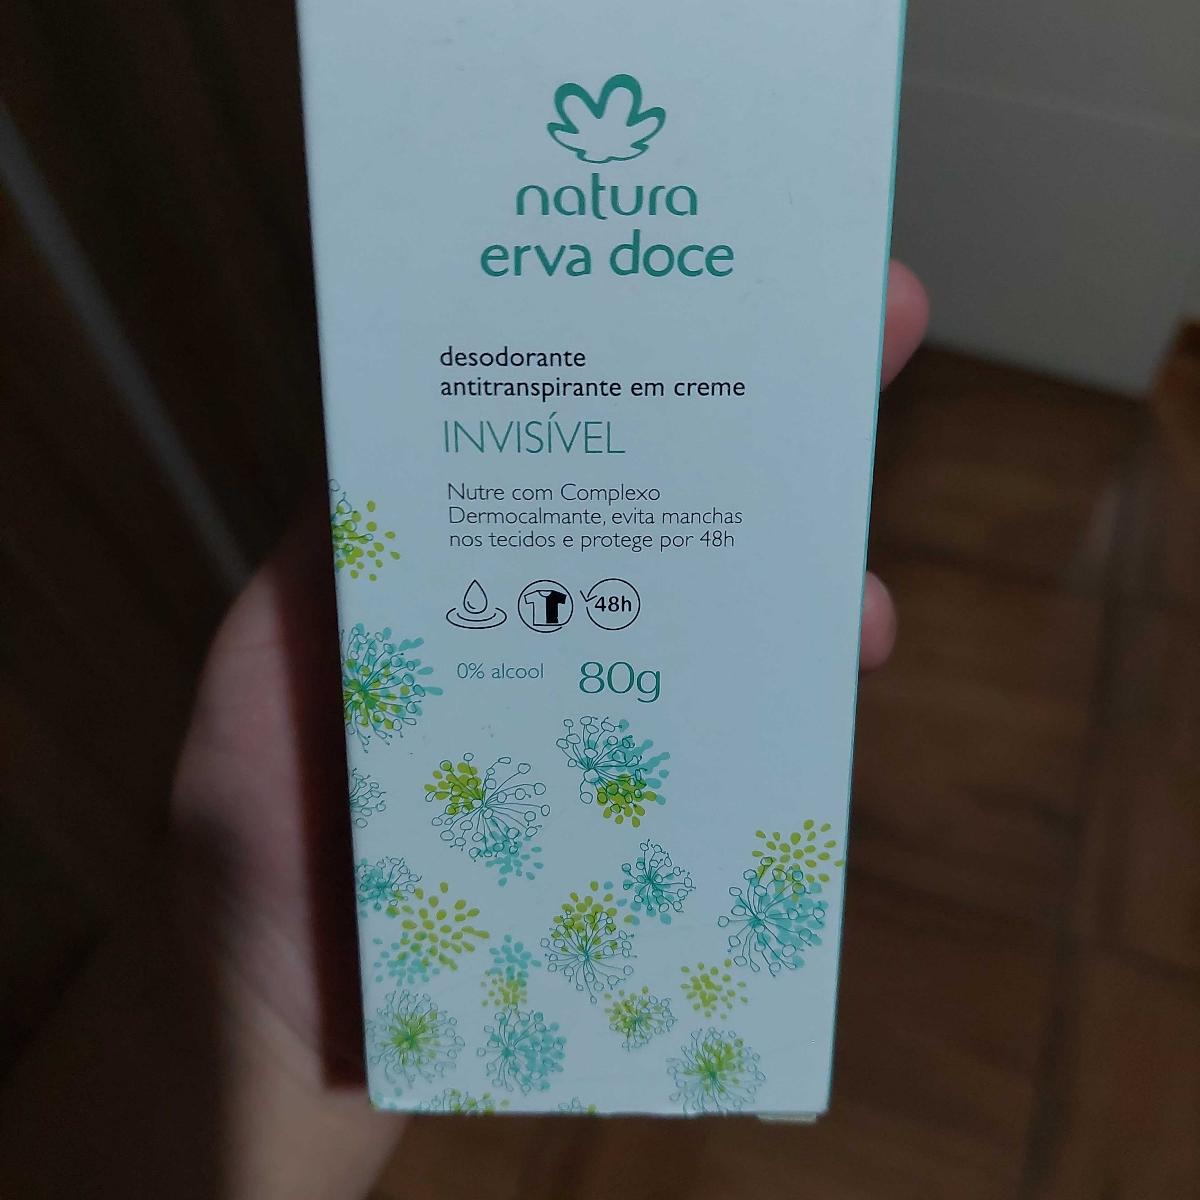 natura
erva doce
desodorante
antitranspirante em creme
INVISÍVEL
Nutre com Complexo
Dermocalmante, evita manchas
nos tecidos e protege por 48h
48h
0% alcool 80g